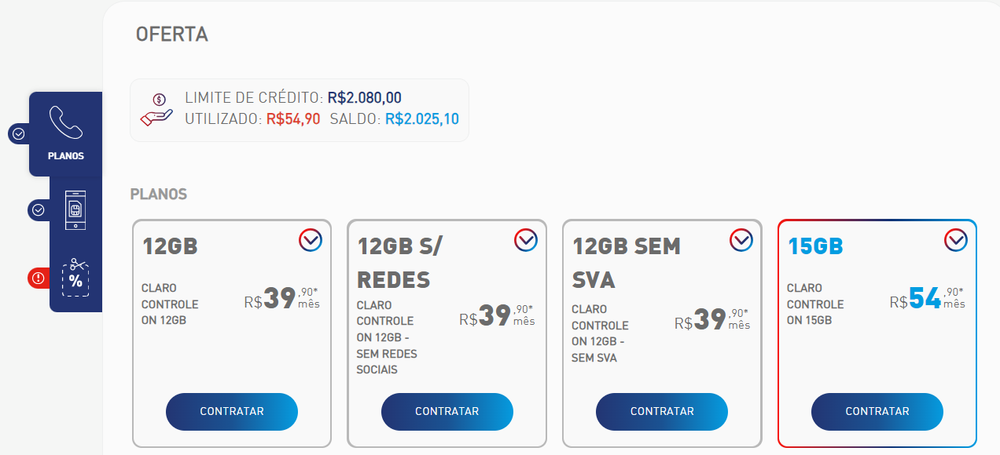 OFERTA
LIMITE DE CRÉDITO: R$2.080,00
UTILIZADO: R$54,90 SALDO: R$2.025,10
PLANOS
%
PLANOS
12GB
CLARO
CONTROLE
ON 12GB
R$39,90*
mês
CONTRATAR
12GB S/
REDES
CLARO
CONTROLE
ON 12GB -
SEM REDES
SOCIAIS
R$39,90*
mês
CONTRATAR
12GB SEM
SVA
CLARO
CONTROLE
ON 12GB -
SEM SVA
R$39,90*
mês
CONTRATAR
15GB
CLARO
CONTROLE
ON 15GB
R$54,90*
mês
CONTRATAR